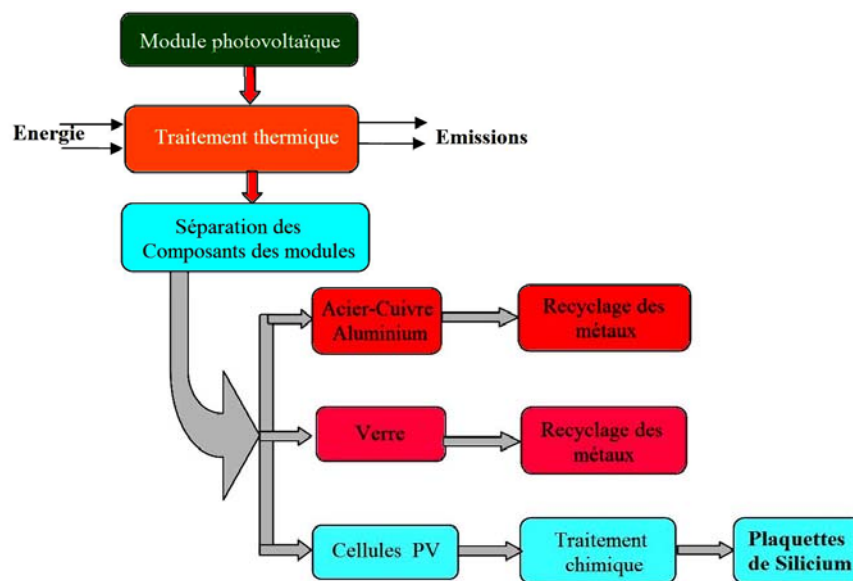 Module photovoltaïque
Energie
Traitement thermique
Emissions
Séparation des
Composants des modules
Acier-Cuivre
Aluminium
Recyclage des
métaux
Verre
Recyclage des
métaux
Cellules PV
Traitement
chimique
Plaquettes
de Silicium